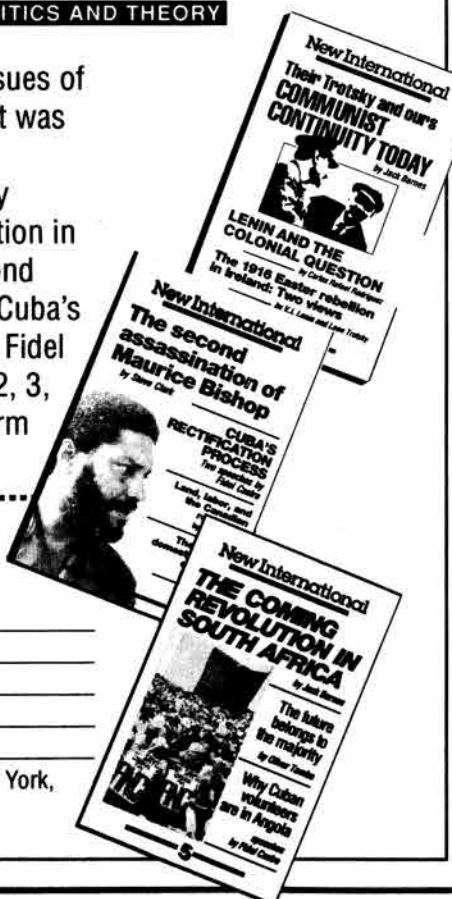 ITICS AND THEORY
sues of
t was
y
tion in
nd
Cuba's
Fidel
2, 3,
rm
York,
New International
Their Trotsky and our's
COMMUNIST
CONTINUITY TODAY
by Jack Barnes
LENIN AND THE
COLONIAL QUESTION
by Carlos Rafael Rodríguez
The 1916 Easter rebellion
in Ireland: Two views
by V.I. Lenin and Leon Trotsky
New International
The second
assassination of
Maurice Bishop
by Steve Clark
CUBA'S
RECTIFICATION
PROCESS
Two speeches by
Fidel Castro
Land, labor, and
the Canadian
New International
THE COMING
REVOLUTION IN
SOUTH AFRICA
by Jack Barnes
The future
belongs to
the majority
by Oliver Tambo
Why Cuban
volunteers
are in Angola
speeches
by Fidel Castro
5